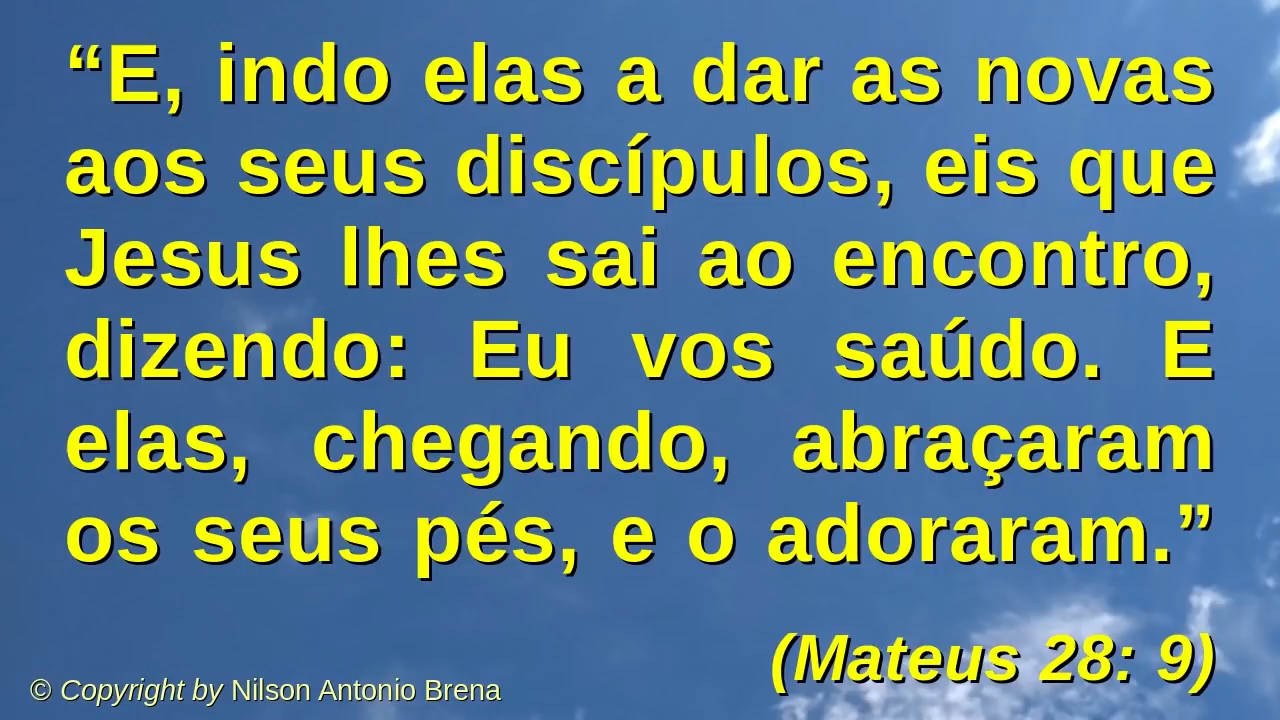 “E, indo elas a dar as novas
aos seus discípulos, eis que
Jesus lhes sai ao encontro,
dizendo: Eu vos saúdo. E
elas, chegando, abraçaram
os seus pés, e o adoraram.”
(Mateus 28: 9)
© Copyright by Nilson Antonio Brena